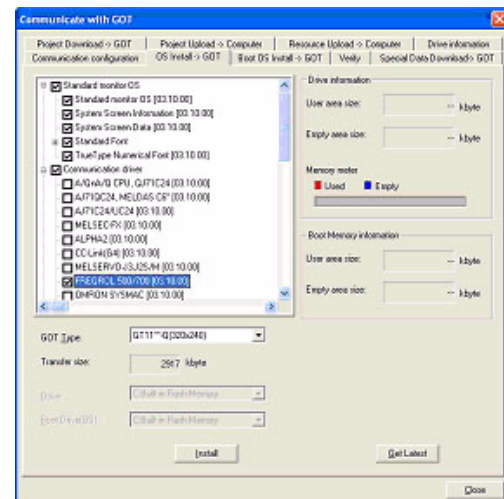 Communicate with GOT
Project Download -> GOT
Project Upload -> Computer
Resource Upload -> Computer
Drive information
Communication configuration
OS Install -> GOT
Boot OS Install -> GOT
Verify
Special Data Download-> GOT
Standard monitor OS
Standard monitor OS [03.10.00]
System Screen Information [03.10.00]
System Screen Data [03.10.00]
Standard Font
TrueType Numerical Font [03.10.00]
Communication driver
A/QnA/Q CPU, QJ71C24 [03.10.00]
AJ71QC24, MELDAS C6* [03.10.00]
AJ71C24/UC24 [03.10.00]
MELSEC-FX [03.10.00]
ALPHA2 [03.10.00]
CC-Link(G4) [03.10.00]
MELSERVO-J3,J2S/M [03.10.00]
FREQROL 500/700 [03.10.00]
OMRON SYSMAC [03.10.00]
Drive information
User area size: -- kbyte
Empty area size: -- kbyte
Memory meter
Used Empty
Boot Memory information
User area size: -- kbyte
Empty area size: -- kbyte
GOT Type: GT11**-Q(320x240)
Transfer size: 2917 kbyte
Drive: C:Built-in Flash Memory
Boot Drive(OS): C:Built-in Flash Memory
Install
Get Latest
Close